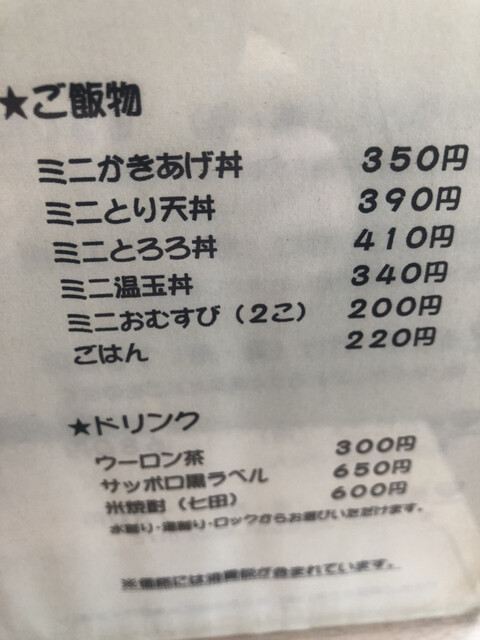 ★ご飯物
ミニかきあげ丼 350円
ミニとり天丼 390円
ミニとろろ丼 410円
ミニ温玉丼 340円
ミニおむすび（2こ） 200円
ごはん 220円
★ドリンク
ウーロン茶 300円
サッポロ黒ラベル 650円
米焼酎（七田） 600円
水割り・湯割り・ロックからお選びいただけます。
※価格には消費税が含まれています。